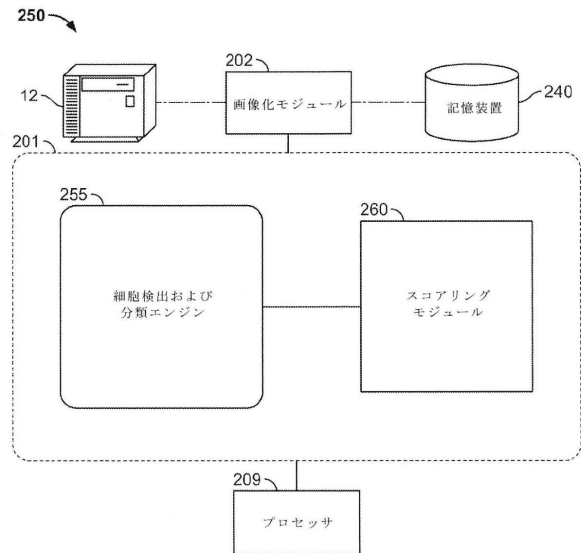 250
202
12
画像化モジュール
記憶装置
240
201
255
260
細胞検出および
分類エンジン
スコアリング
モジュール
209
プロセッサ